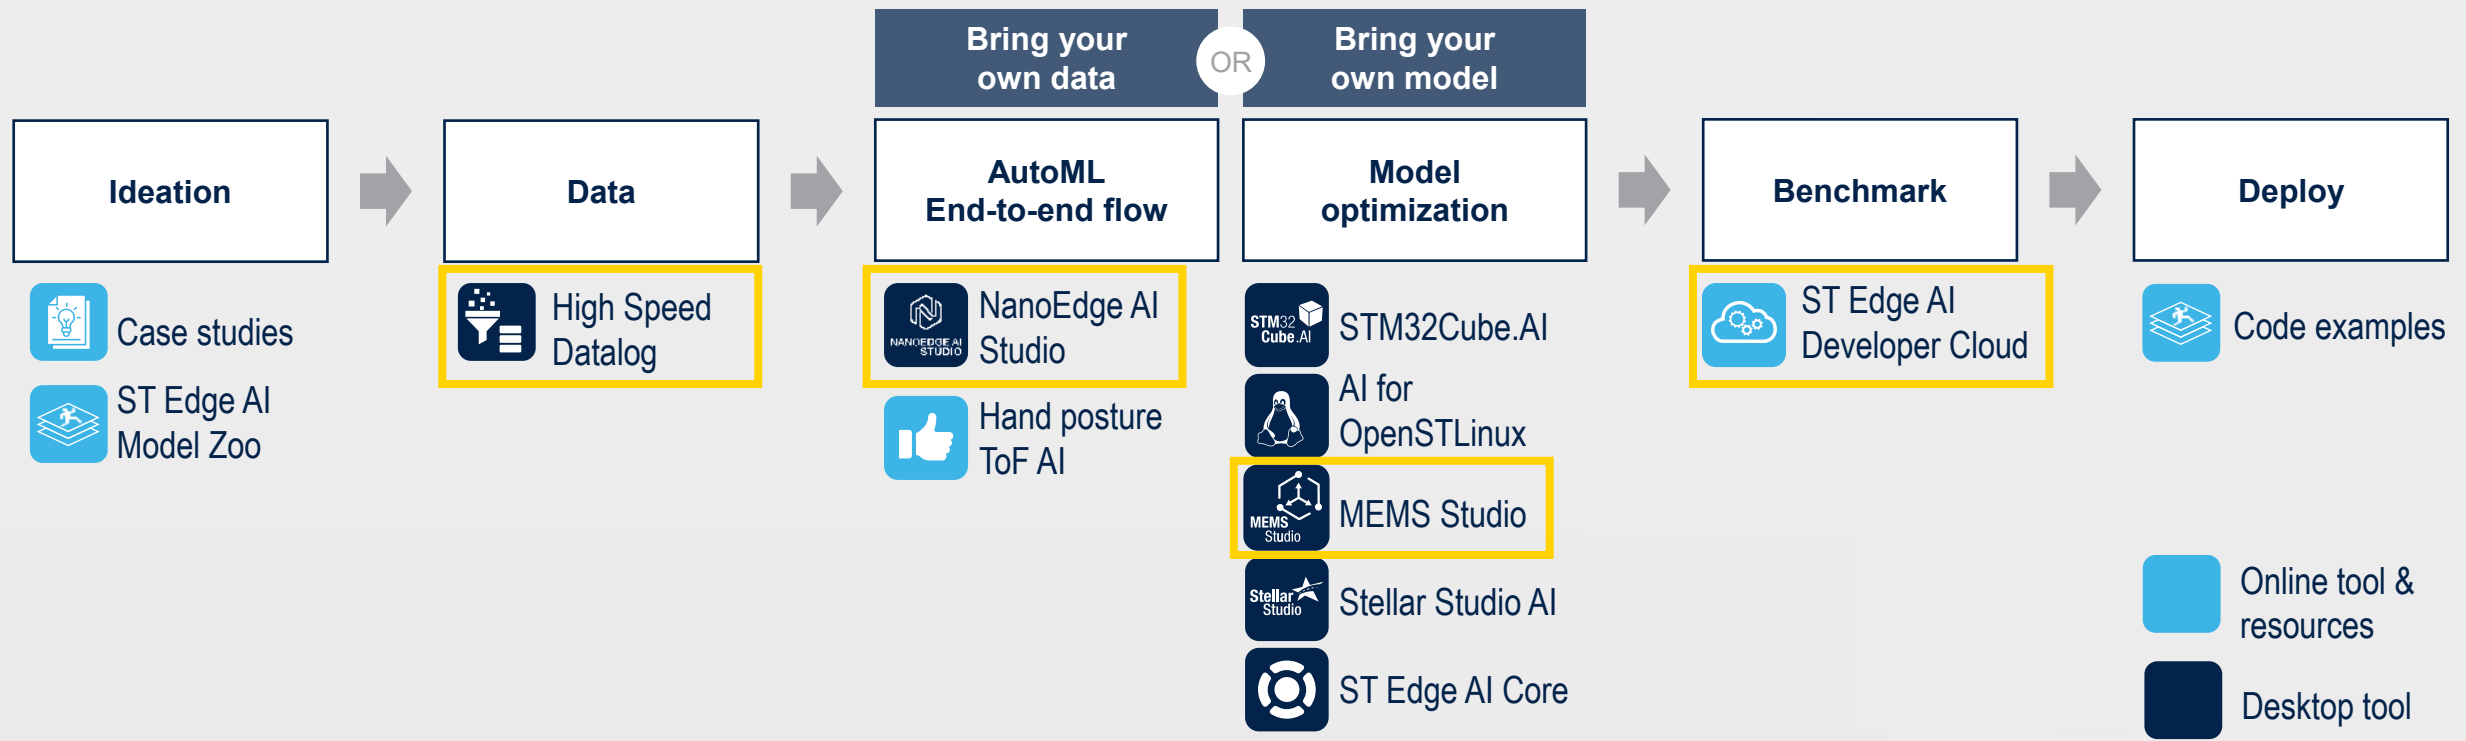 Bring your
own data
OR
Bring your
own model
Ideation
Data
AutoML
End-to-end flow
Model
optimization
Benchmark
Deploy
Case studies
ST Edge AI
Model Zoo
High Speed
Datalog
NANOEDGE AI
STUDIO
NanoEdge AI
Studio
Hand posture
ToF AI
STM32
Cube.AI
STM32Cube.AI
AI for
OpenSTLinux
MEMS
Studio
MEMS Studio
Stellar
Studio
Stellar Studio AI
ST Edge AI Core
ST Edge AI
Developer Cloud
Code examples
Online tool &
resources
Desktop tool